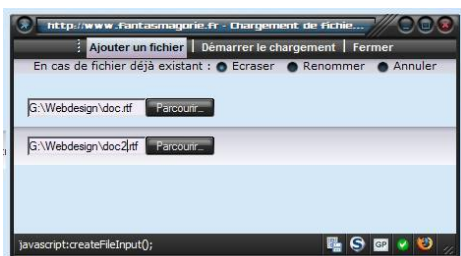 http://www.fantasmagorie.fr - Chargement de fichie...
Ajouter un fichier Démarrer le chargement Fermer
En cas de fichier déjà existant : Ecraser Renommer Annuler
G:\Webdesign\doc.rtf Parcourir...
G:\Webdesign\doc2.rtf Parcourir...
javascript:createFileInput(); S GP